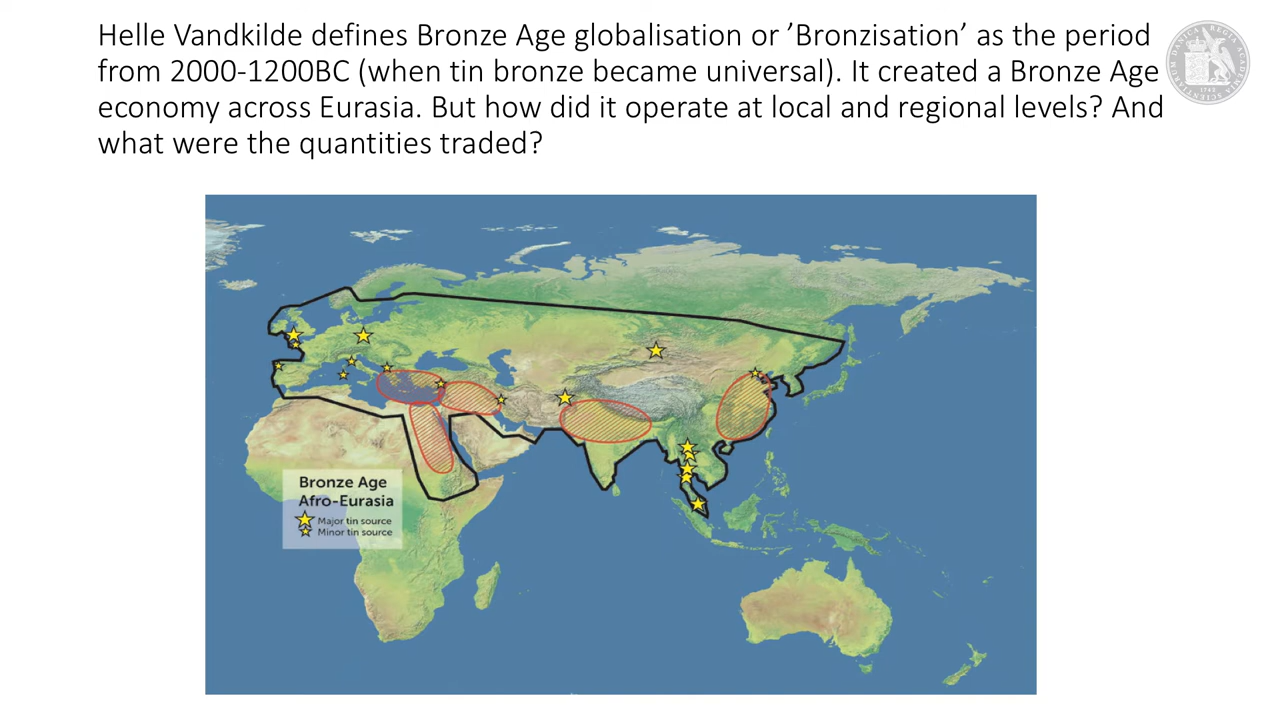 Helle Vandkilde defines Bronze Age globalisation or ’Bronzisation’ as the period
from 2000-1200BC (when tin bronze became universal). It created a Bronze Age
economy across Eurasia. But how did it operate at local and regional levels? And
what were the quantities traded?
Bronze Age
Afro-Eurasia
Major tin source
Minor tin source